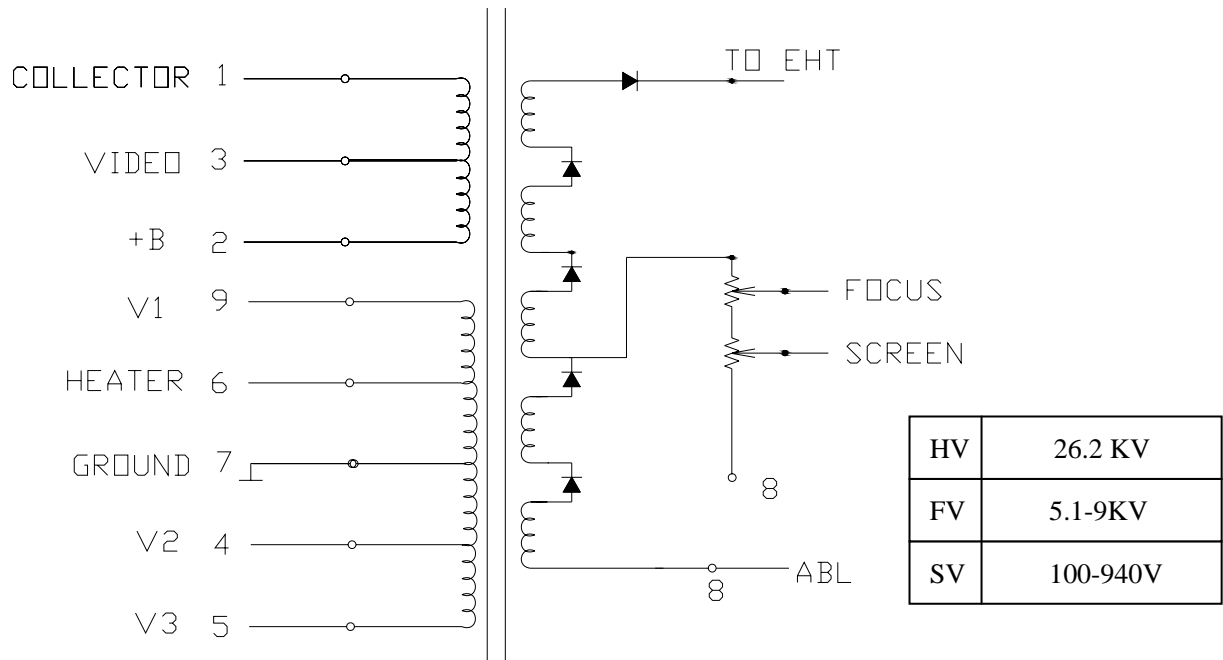 COLLECTOR 1
VIDEO 3
+B 2
V1 9
HEATER 6
GROUND 7
V2 4
V3 5
TO EHT
FOCUS
SCREEN
8
ABL
8
HV 26.2 KV
FV 5.1-9KV
SV 100-940V